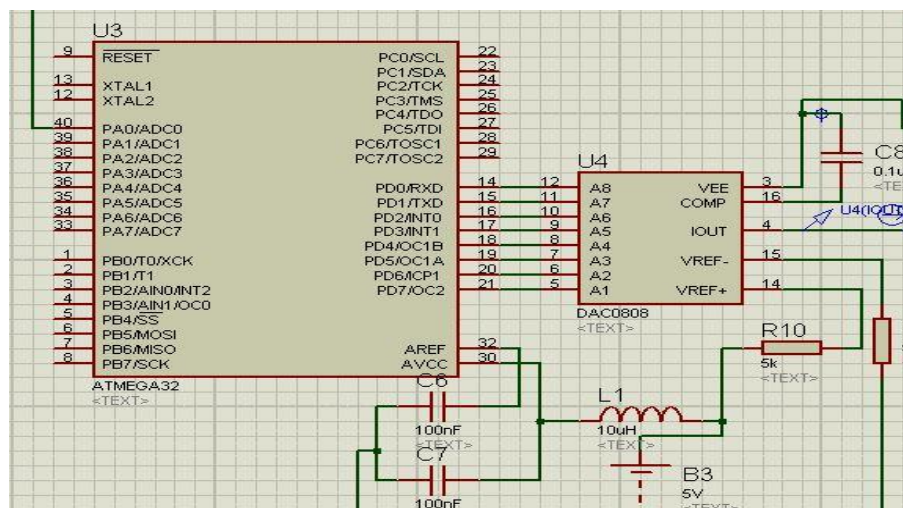 U3
9 RESET
13 XTAL1
12 XTAL2
40 PA0/ADC0
39 PA1/ADC1
38 PA2/ADC2
37 PA3/ADC3
36 PA4/ADC4
35 PA5/ADC5
34 PA6/ADC6
33 PA7/ADC7
1 PB0/T0/XCK
2 PB1/T1
3 PB2/AIN0/INT2
4 PB3/AIN1/OC0
5 PB4/SS
6 PB5/MOSI
7 PB6/MISO
8 PB7/SCK
PC0/SCL 22
PC1/SDA 23
PC2/TCK 24
PC3/TMS 25
PC4/TDO 26
PC5/TDI 27
PC6/TOSC1 28
PC7/TOSC2 29
PD0/RXD 14
PD1/TXD 15
PD2/INT0 16
PD3/INT1 17
PD4/OC1B 18
PD5/OC1A 19
PD6/ICP1 20
PD7/OC2 21
AREF 32
AVCC 30
ATMEGA32
<TEXT>
U4
12 A8
11 A7
10 A6
9 A5
8 A4
7 A3
6 A2
5 A1
VEE 3
COMP 16
IOUT 4
VREF- 15
VREF+ 14
DAC0808
<TEXT>
C8
0.1u
<TE
U4(IOUT)
R10
5k
<TEXT>
C6
100nF
<TEXT>
C7
100nF
L1
10uH
<TEXT>
B3
5V
<TEXT>